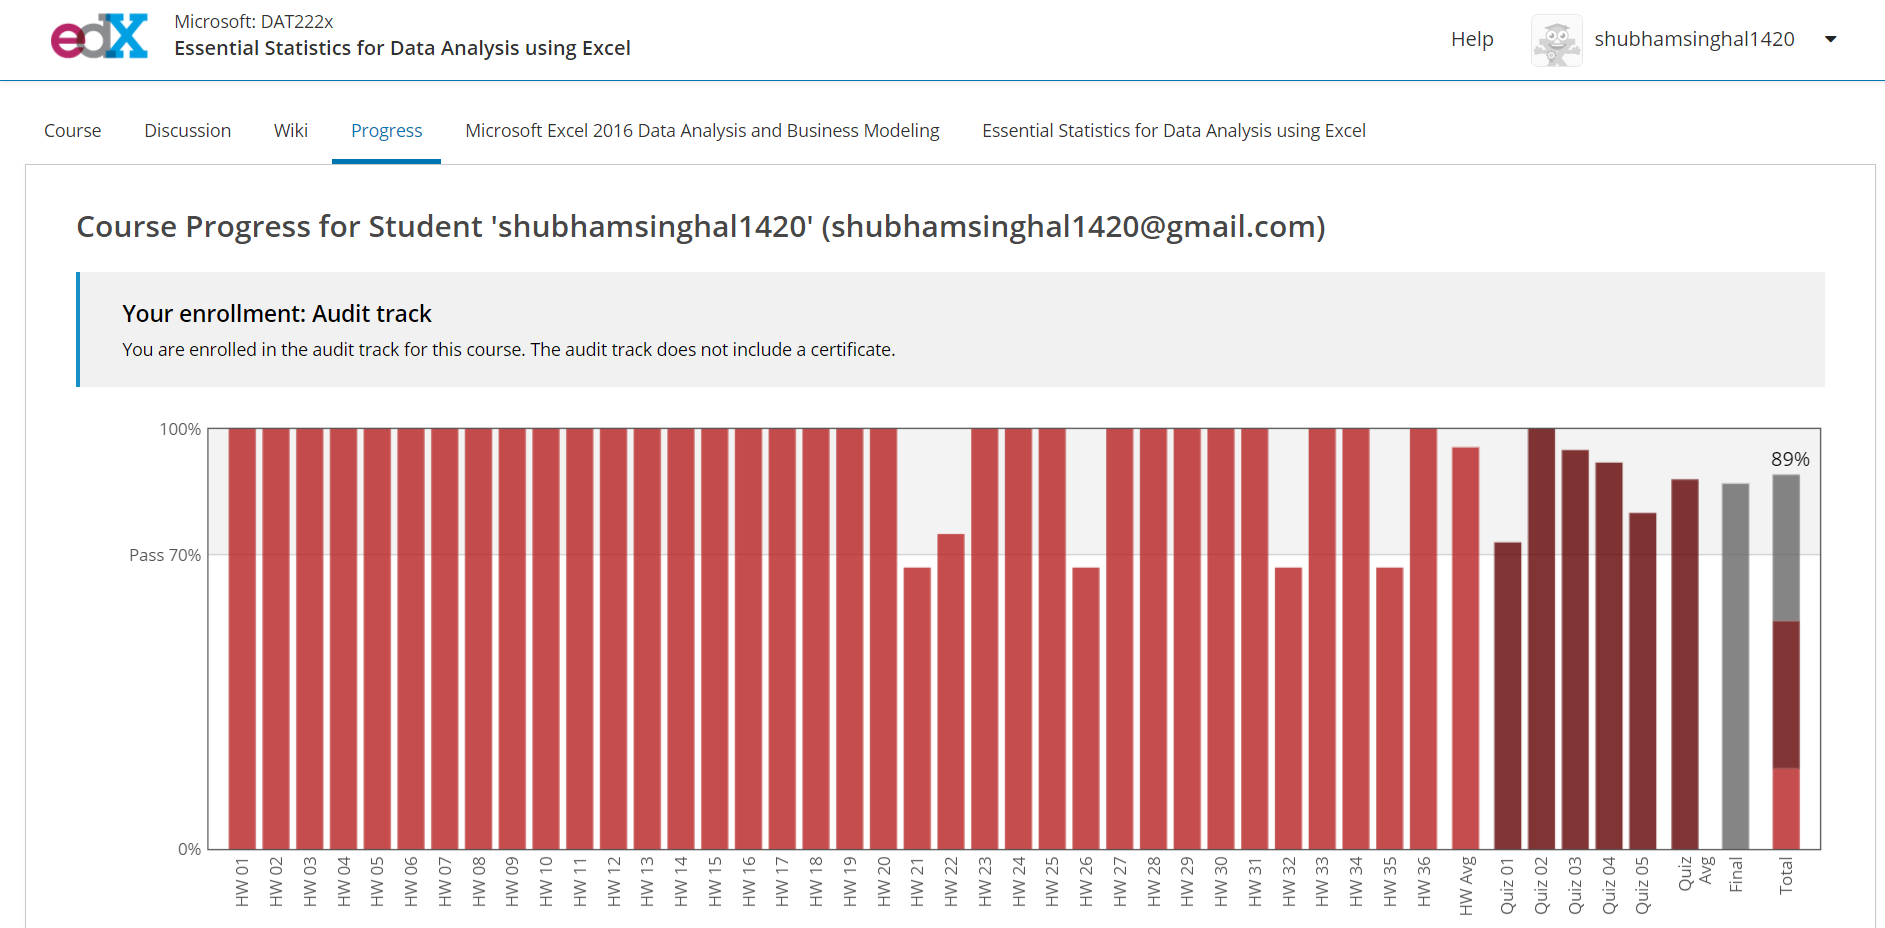 edX
Microsoft: DAT222x
Essential Statistics for Data Analysis using Excel
Help
shubhamsinghal1420
Course
Discussion
Wiki
Progress
Microsoft Excel 2016 Data Analysis and Business Modeling
Essential Statistics for Data Analysis using Excel
Course Progress for Student 'shubhamsinghal1420' (shubhamsinghal1420@gmail.com)
Your enrollment: Audit track
You are enrolled in the audit track for this course. The audit track does not include a certificate.
100%
89%
Pass 70%
0%
HW 01
HW 02
HW 03
HW 04
HW 05
HW 06
HW 07
HW 08
HW 09
HW 10
HW 11
HW 12
HW 13
HW 14
HW 15
HW 16
HW 17
HW 18
HW 19
HW 20
HW 21
HW 22
HW 23
HW 24
HW 25
HW 26
HW 27
HW 28
HW 29
HW 30
HW 31
HW 32
HW 33
HW 34
HW 35
HW 36
HW Avg
Quiz 01
Quiz 02
Quiz 03
Quiz 04
Quiz 05
Quiz
Avg
Final
Total